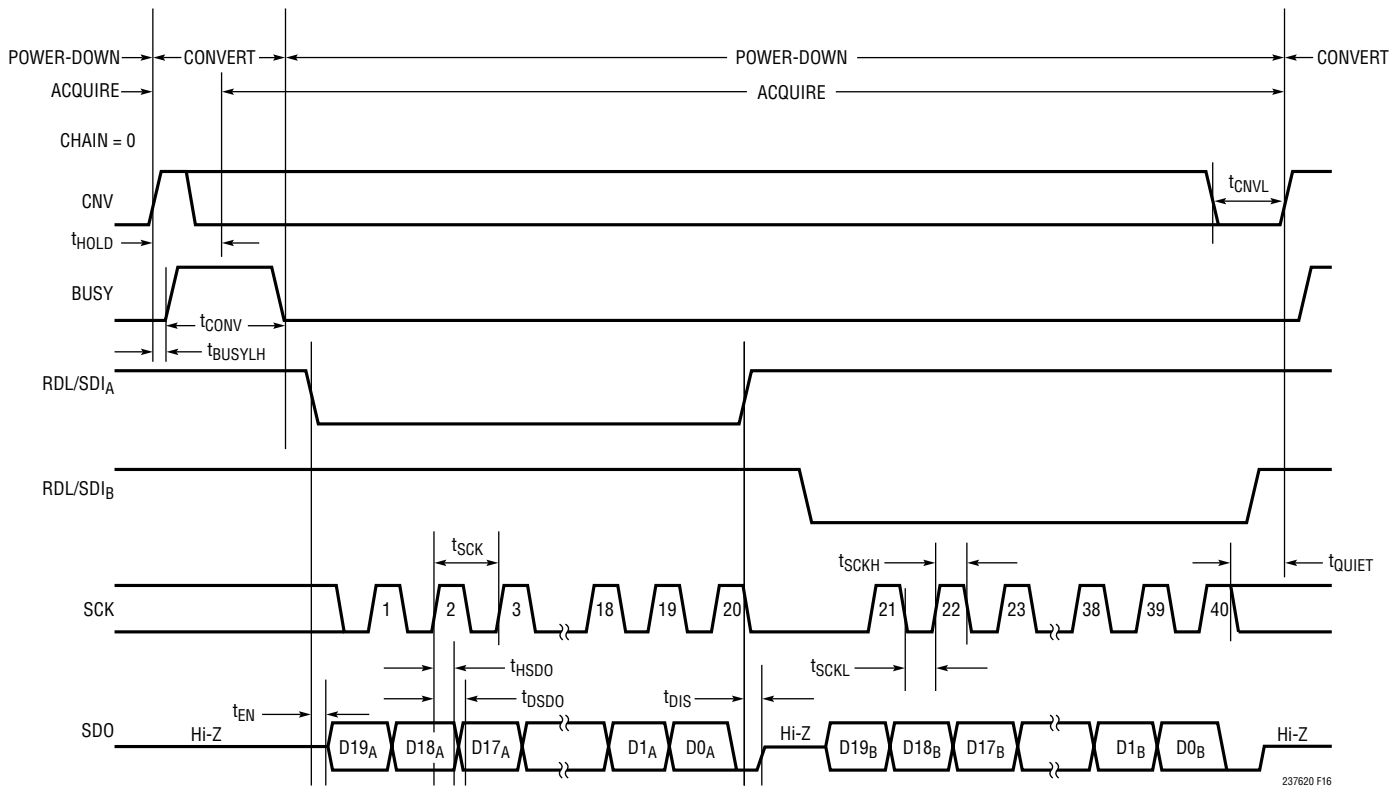 POWER-DOWN CONVERT POWER-DOWN CONVERT
ACQUIRE ACQUIRE
CHAIN = 0
CNV tCNVL
tHOLD
BUSY
tCONV
tBUSYLH
RDL/SDIA
RDL/SDIB
tSCK tSCKH tQUIET
SCK 1 2 3 18 19 20 21 22 23 38 39 40
tHSDO tSCKL
tEN tDSDO tDIS
SDO Hi-Z D19A D18A D17A D1A D0A Hi-Z D19B D18B D17B D1B D0B Hi-Z
237620 F16